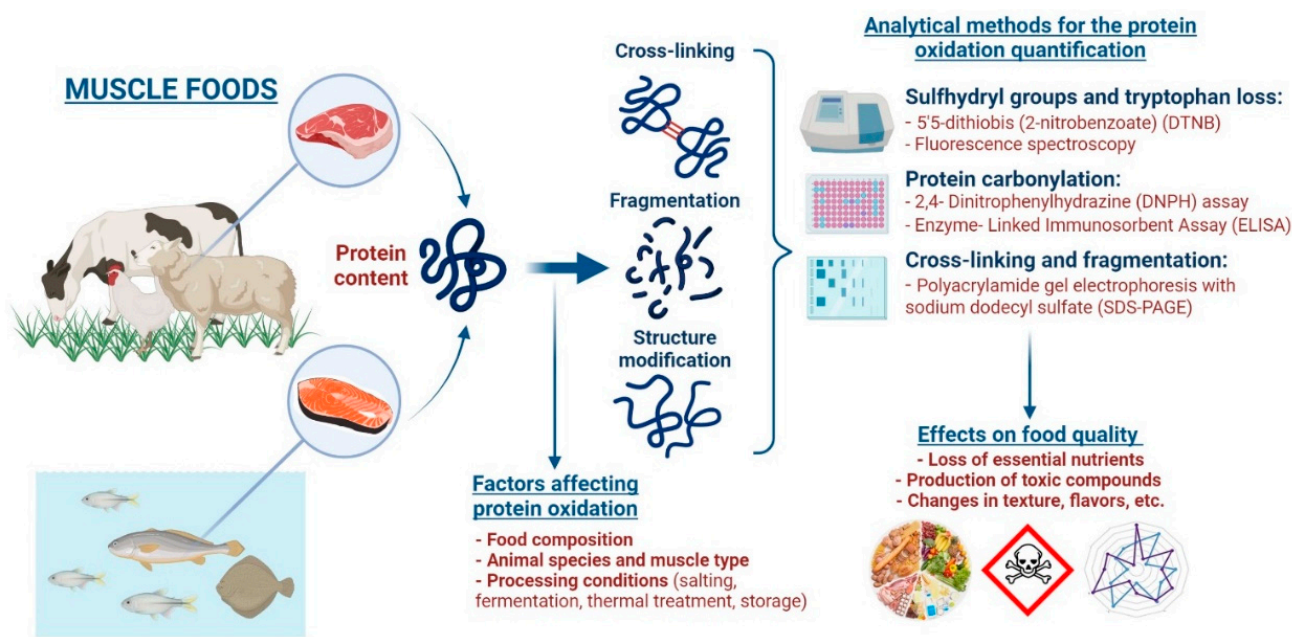 MUSCLE FOODS
Protein
content
Cross-linking
Fragmentation
Structure
modification
Factors affecting
protein oxidation
- Food composition
- Animal species and muscle type
- Processing conditions (salting,
fermentation, thermal treatment, storage)
Analytical methods for the protein
oxidation quantification
Sulfhydryl groups and tryptophan loss:
- 5'5-dithiobis (2-nitrobenzoate) (DTNB)
- Fluorescence spectroscopy
Protein carbonylation:
- 2,4- Dinitrophenylhydrazine (DNPH) assay
- Enzyme- Linked Immunosorbent Assay (ELISA)
Cross-linking and fragmentation:
- Polyacrylamide gel electrophoresis with
sodium dodecyl sulfate (SDS-PAGE)
Effects on food quality
- Loss of essential nutrients
- Production of toxic compounds
- Changes in texture, flavors, etc.